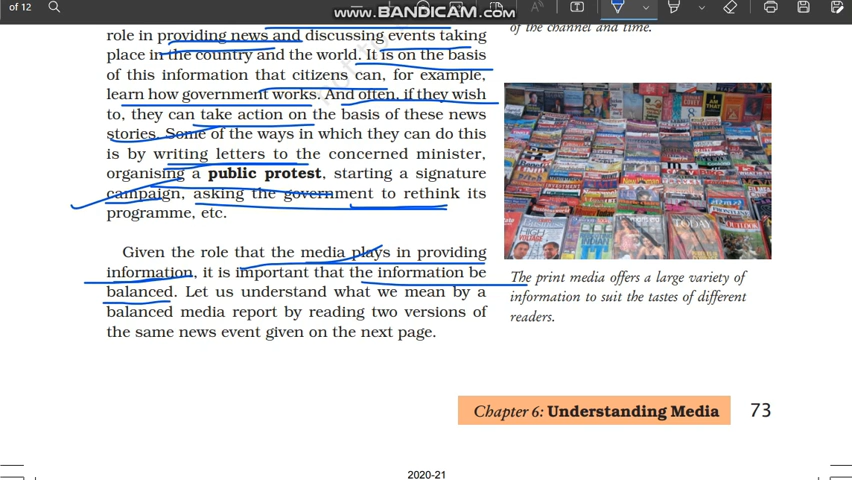 of 12
www.BANDICAM.com
role in providing news and discussing events taking
place in the country and the world. It is on the basis
of this information that citizens can, for example,
learn how government works. And often, if they wish
to, they can take action on the basis of these news
stories. Some of the ways in which they can do this
is by writing letters to the concerned minister,
organising a public protest, starting a signature
campaign, asking the government to rethink its
programme, etc.
Given the role that the media plays in providing
information, it is important that the information be
balanced. Let us understand what we mean by a
balanced media report by reading two versions of
the same news event given on the next page.
of the channel and time.
The print media offers a large variety of
information to suit the tastes of different
readers.
Chapter 6: Understanding Media 73
2020-21